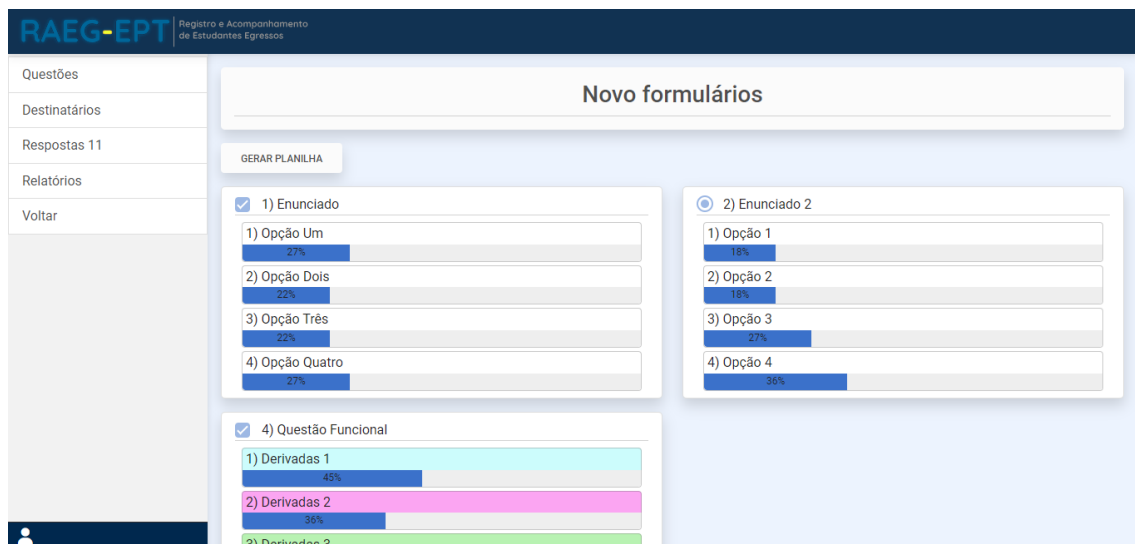 RAEG-EPT
Registro e Acompanhamento
de Estudantes Egressos
Questões
Destinatários
Respostas 11
Relatórios
Voltar
Novo formulários
GERAR PLANILHA
1) Enunciado
1) Opção Um
27%
2) Opção Dois
22%
3) Opção Três
22%
4) Opção Quatro
27%
2) Enunciado 2
1) Opção 1
18%
2) Opção 2
18%
3) Opção 3
27%
4) Opção 4
36%
4) Questão Funcional
1) Derivadas 1
45%
2) Derivadas 2
36%
3) Derivadas 3